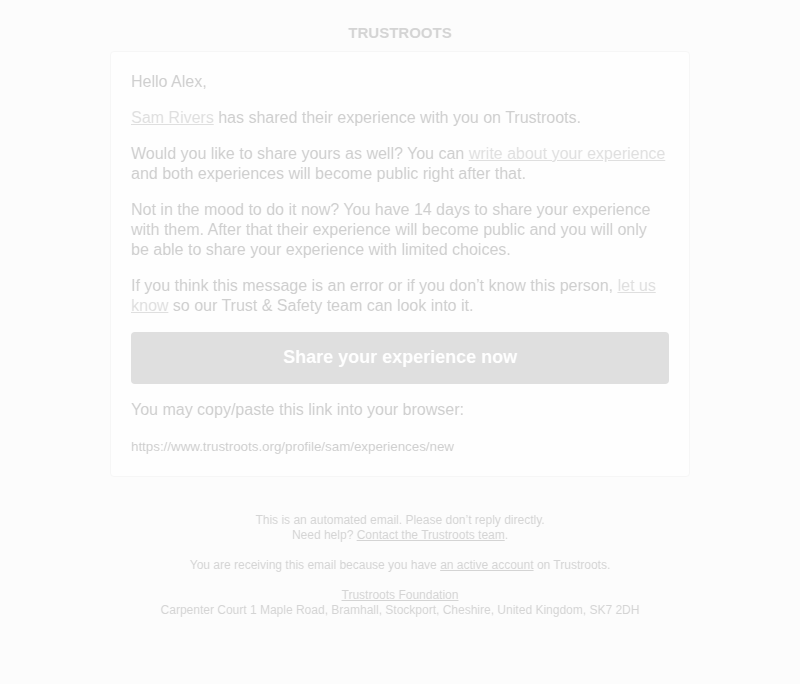 TRUSTROOTS
Hello Alex,
Sam Rivers has shared their experience with you on Trustroots.
Would you like to share yours as well? You can write about your experience
and both experiences will become public right after that.
Not in the mood to do it now? You have 14 days to share your experience
with them. After that their experience will become public and you will only
be able to share your experience with limited choices.
If you think this message is an error or if you don’t know this person, let us
know so our Trust & Safety team can look into it.
Share your experience now
You may copy/paste this link into your browser:
https://www.trustroots.org/profile/sam/experiences/new
This is an automated email. Please don’t reply directly.
Need help? Contact the Trustroots team.
You are receiving this email because you have an active account on Trustroots.
Trustroots Foundation
Carpenter Court 1 Maple Road, Bramhall, Stockport, Cheshire, United Kingdom, SK7 2DH